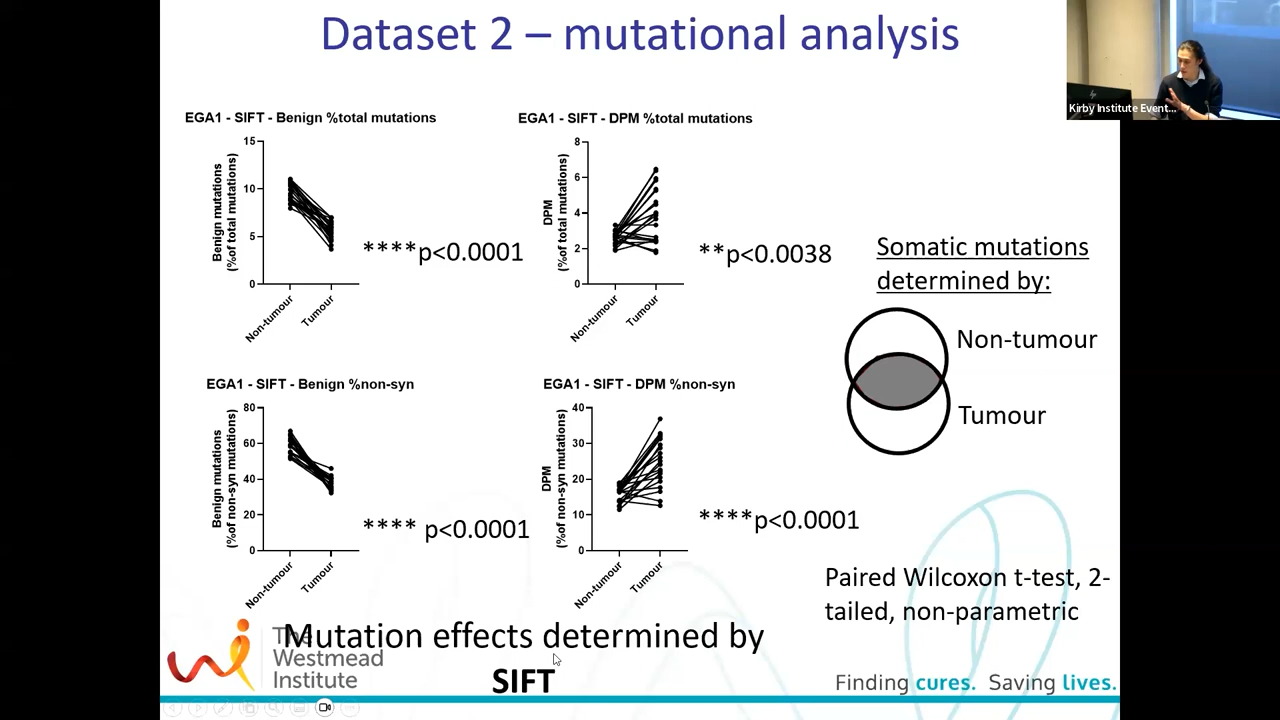 Dataset 2 – mutational analysis
Kirby Institute Event...
EGA1 - SIFT - Benign %total mutations
Benign mutations
(%of total mutations)
15
10
5
0
Non-tumour
Tumour
****p<0.0001
EGA1 - SIFT - DPM %total mutations
DPM
(%of total mutations)
8
6
4
2
0
Non-tumour
Tumour
**p<0.0038
Somatic mutations
determined by:
Non-tumour
Tumour
EGA1 - SIFT - Benign %non-syn
Benign mutations
(%of non-syn mutations)
80
60
40
20
0
Non-tumour
Tumour
**** p<0.0001
EGA1 - SIFT - DPM %non-syn
DPM
(%of non-syn mutations)
40
30
20
10
0
Non-tumour
Tumour
****p<0.0001
Paired Wilcoxon t-test, 2-
tailed, non-parametric
Mutation effects determined by
SIFT
The
Westmead
Institute
Finding cures. Saving lives.